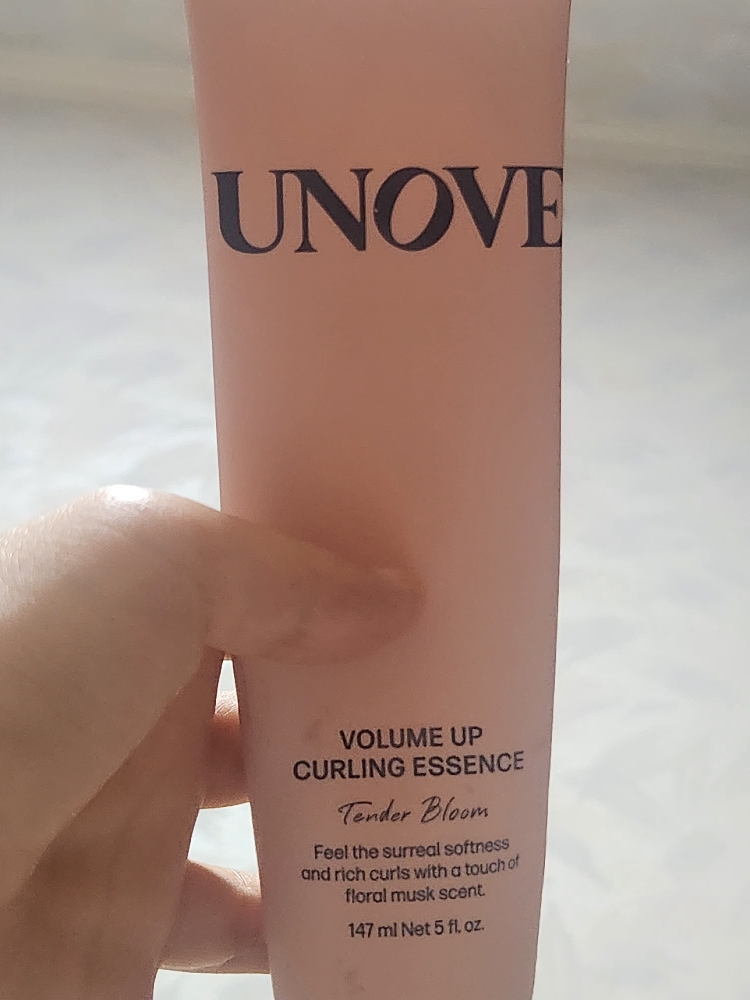 UNOVE
VOLUME UP
CURLING ESSENCE
Tender Bloom
Feel the surreal softness
and rich curls with a touch of
floral musk scent.
147 ml Net 5 fl. oz.